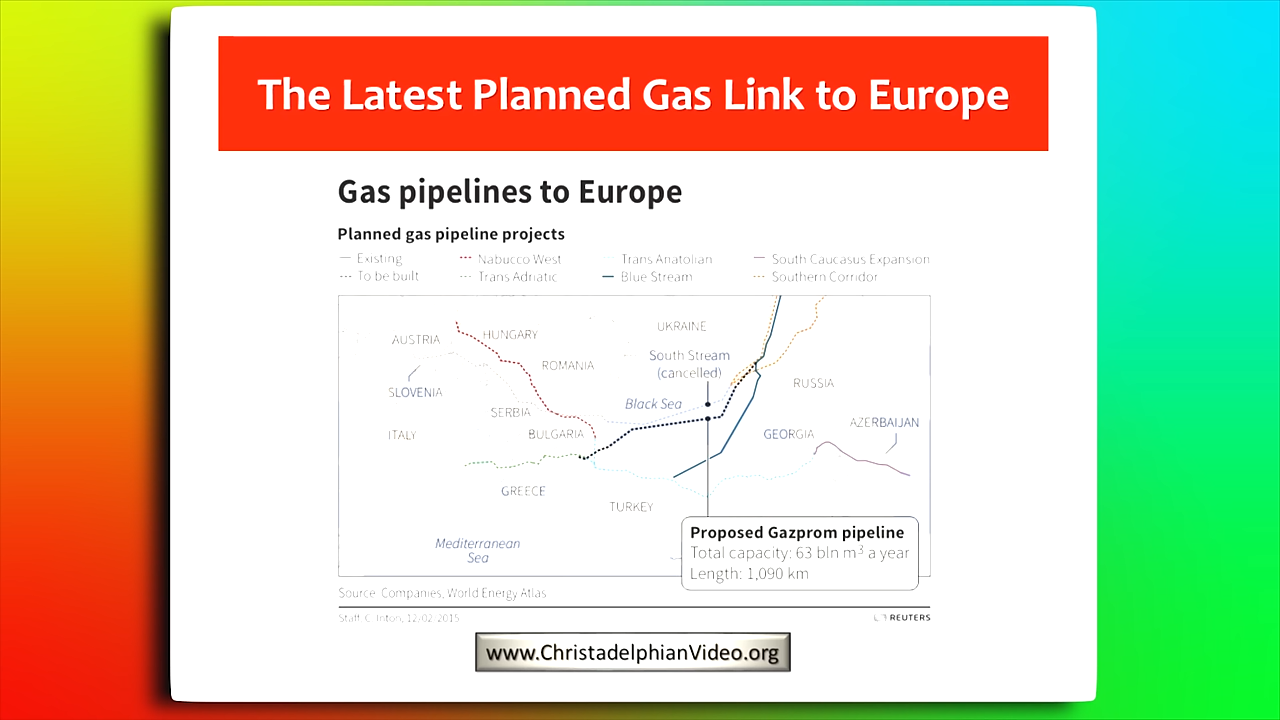 The Latest Planned Gas Link to Europe
Gas pipelines to Europe
Planned gas pipeline projects
Existing
Nabucco West
Trans Anatolian
South Caucasus Expansion
To be built
Trans Adriatic
Blue Stream
Southern Corridor
UKRAINE
HUNGARY
AUSTRIA
South Stream
(cancelled)
ROMANIA
RUSSIA
SLOVENIA
Black Sea
SERBIA
AZERBAIJAN
ITALY
BULGARIA
GEORGIA
GREECE
TURKEY
Proposed Gazprom pipeline
Total capacity: 63 bln m³ a year
Length: 1,090 km
Mediterranean
Sea
Source: Companies, World Energy Atlas
Staff, C. 12/02/2015
REUTERS
www.ChristadelphianVideo.org